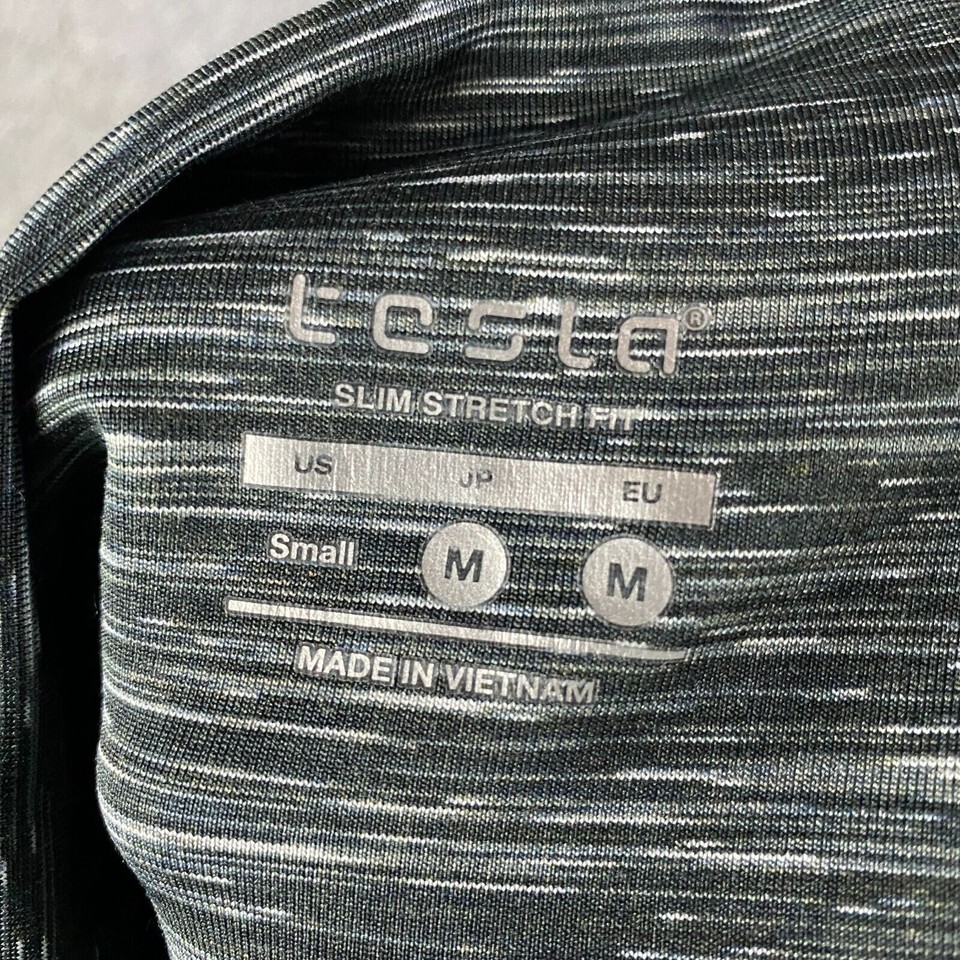 tesla®
SLIM STRETCH FIT
US JP EU
Small M M
MADE IN VIETNAM